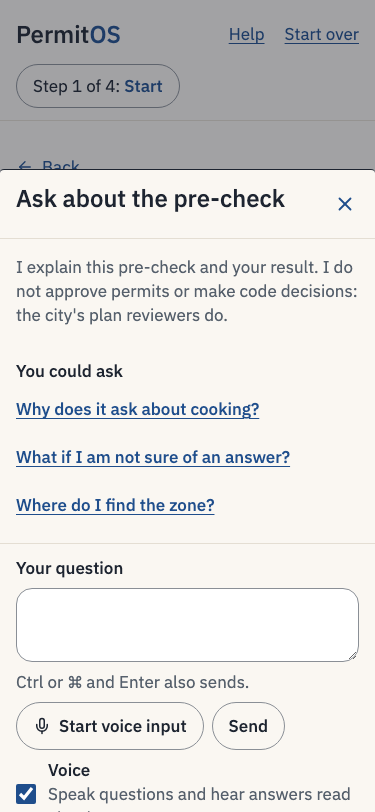 PermitOS
Help
Start over
Step 1 of 4: Start
← Back
Ask about the pre-check
I explain this pre-check and your result. I do
not approve permits or make code decisions:
the city's plan reviewers do.
You could ask
Why does it ask about cooking?
What if I am not sure of an answer?
Where do I find the zone?
Your question
Ctrl or ⌘ and Enter also sends.
Start voice input
Send
Voice
Speak questions and hear answers read